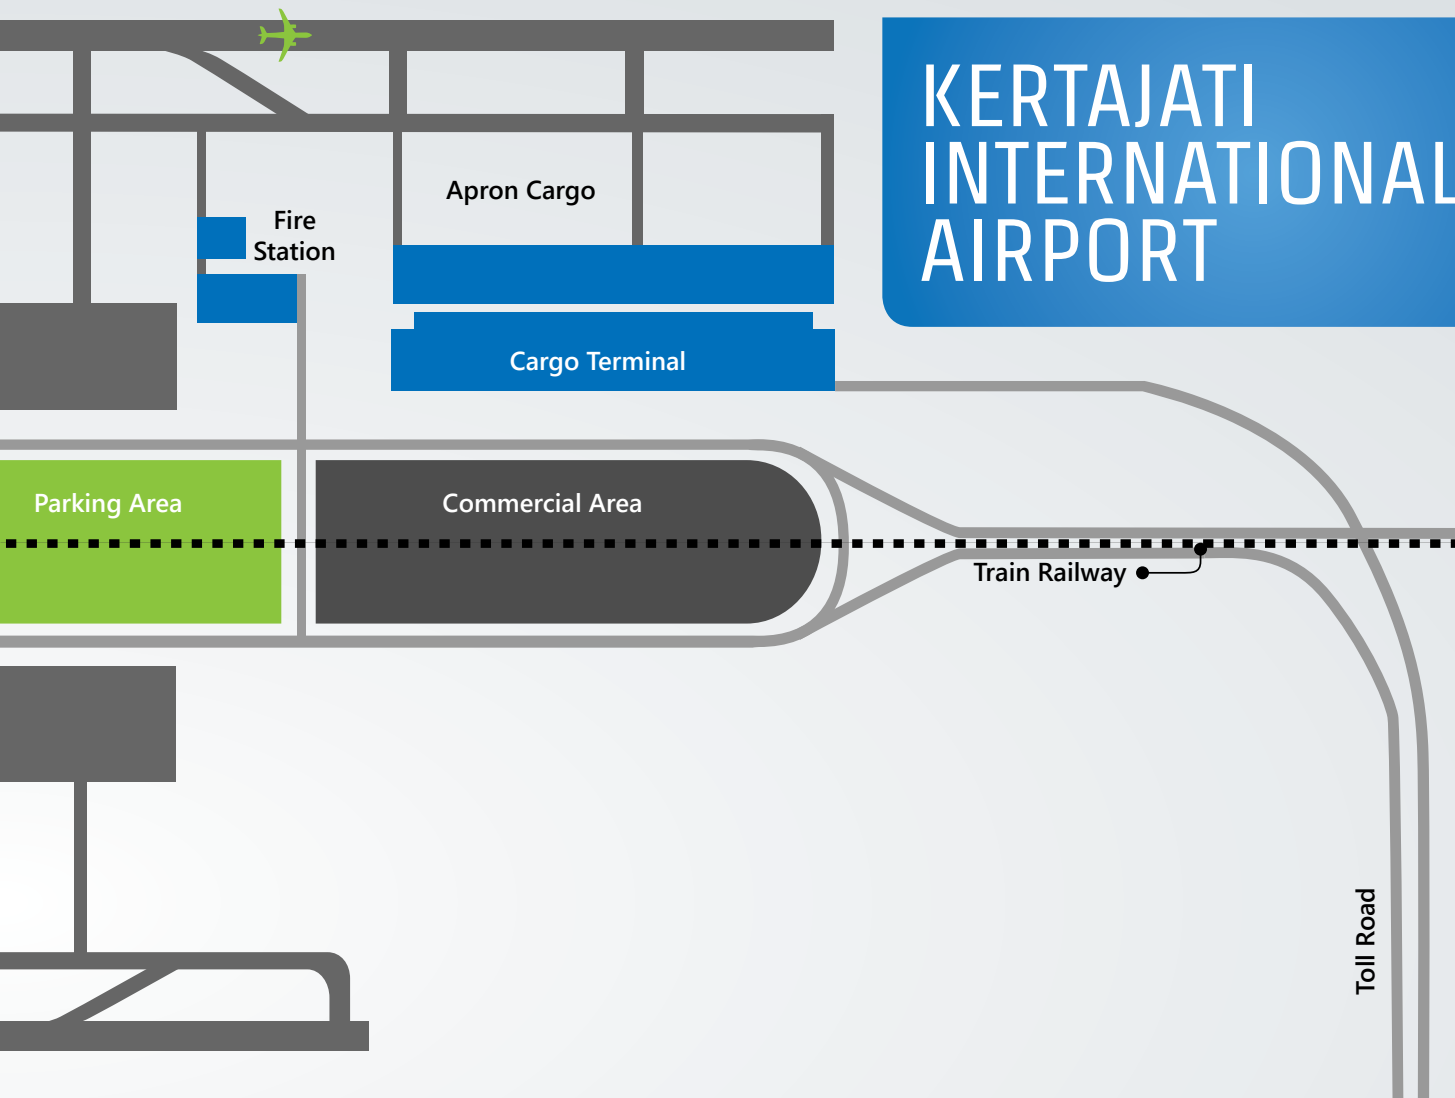 KERTAJATI
INTERNATIONAL
AIRPORT
Apron Cargo
Fire
Station
Cargo Terminal
Parking Area
Commercial Area
Train Railway
Toll Road